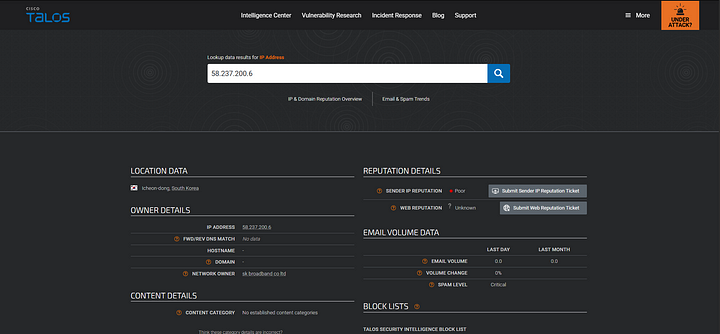 CISCO
TALOS
Intelligence Center Vulnerability Research Incident Response Blog Support
More
UNDER
ATTACK?
Lookup data results for IP Address
58.237.200.6
IP & Domain Reputation Overview
Email & Spam Trends
LOCATION DATA
Icheon-dong, South Korea
OWNER DETAILS
IP ADDRESS 58.237.200.6
FWD/REV DNS MATCH No data
HOSTNAME -
DOMAIN -
NETWORK OWNER sk broadband co ltd
CONTENT DETAILS
CONTENT CATEGORY No established content categories
Think these category details are incorrect?
REPUTATION DETAILS
SENDER IP REPUTATION Poor Submit Sender IP Reputation Ticket
WEB REPUTATION ? Unknown Submit Web Reputation Ticket
EMAIL VOLUME DATA
LAST DAY LAST MONTH
EMAIL VOLUME 0.0 0.0
VOLUME CHANGE 0%
SPAM LEVEL Critical
BLOCK LISTS
TALOS SECURITY INTELLIGENCE BLOCK LIST